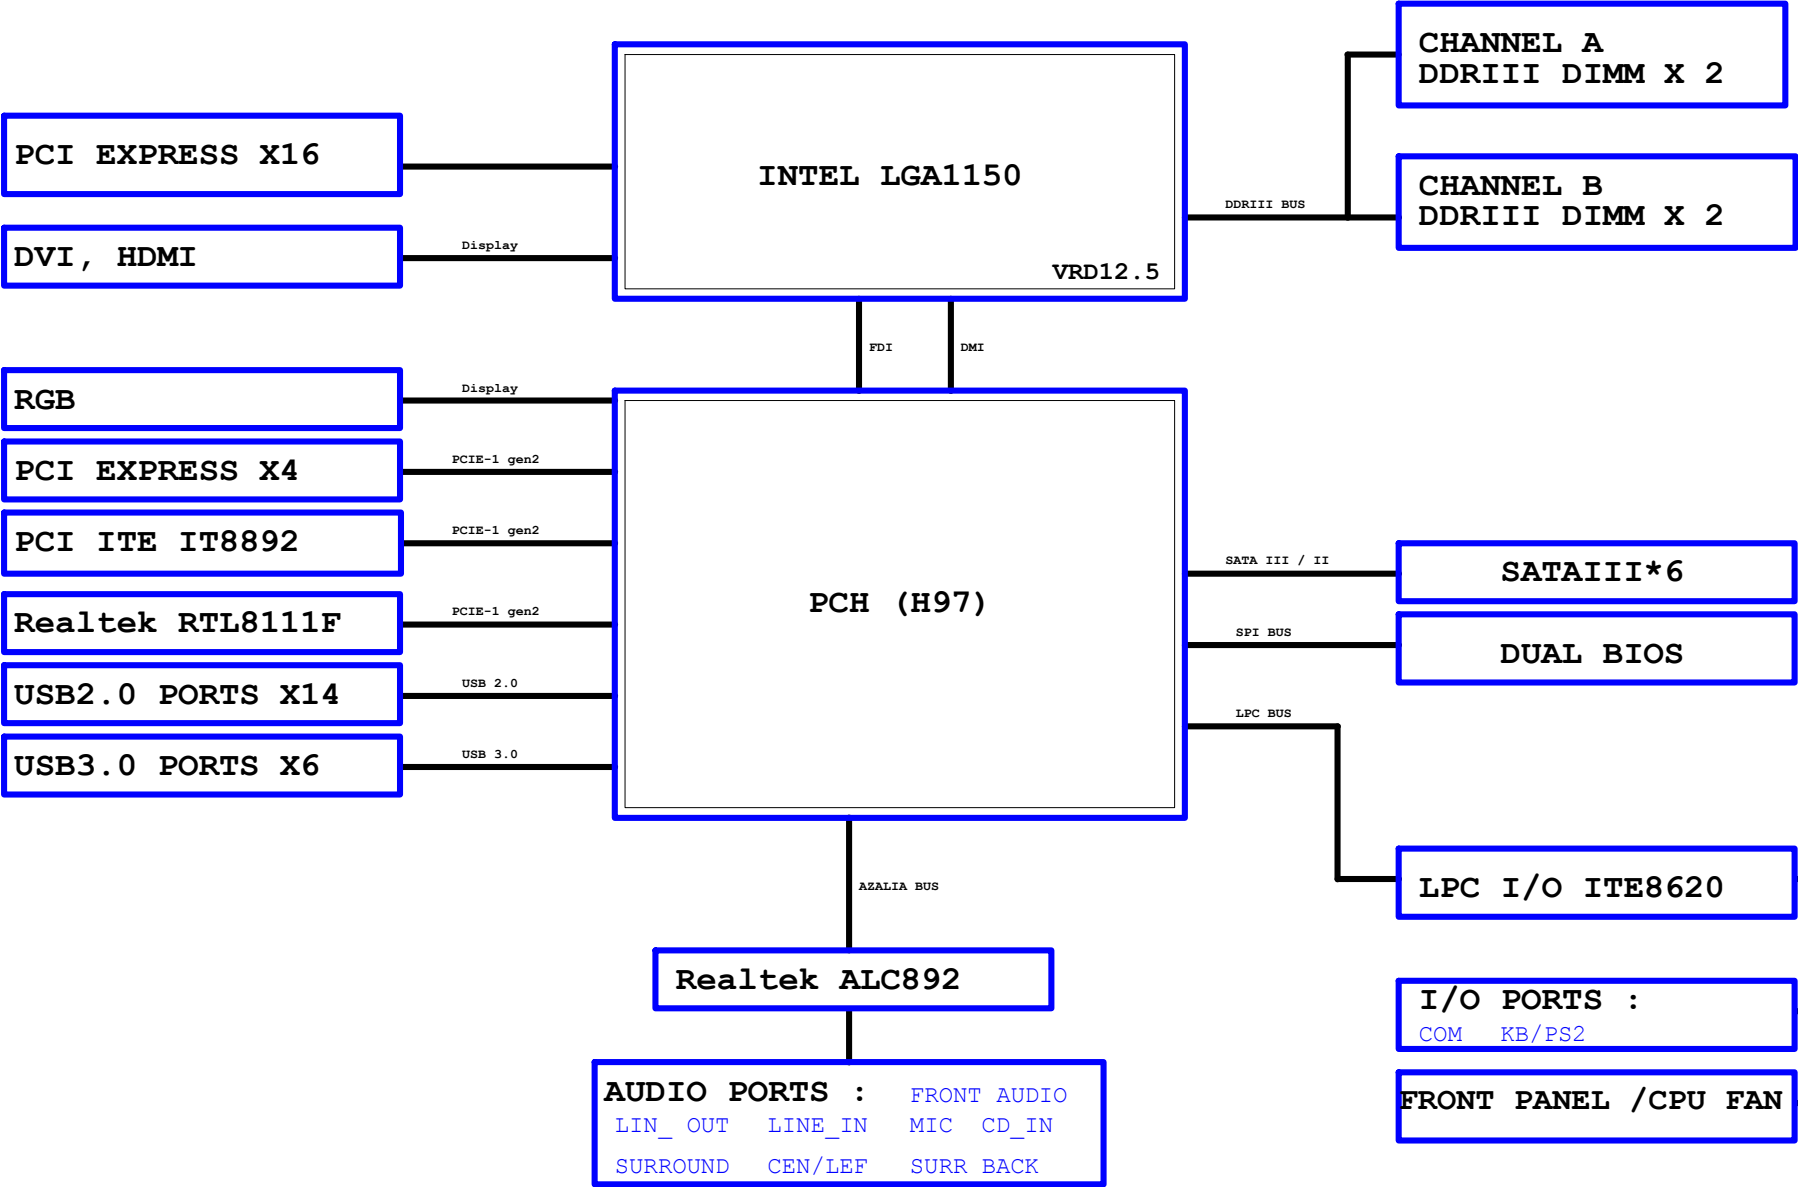 CHANNEL A
DDRIII DIMM X 2
PCI EXPRESS X16
INTEL LGA1150
CHANNEL B
DDRIII DIMM X 2
DDRIII BUS
DVI, HDMI
Display
VRD12.5
FDI
DMI
RGB
Display
PCI EXPRESS X4
PCIE-1 gen2
PCI ITE IT8892
PCIE-1 gen2
SATA III / II
SATAIII*6
PCH (H97)
Realtek RTL8111F
PCIE-1 gen2
SPI BUS
DUAL BIOS
USB2.0 PORTS X14
USB 2.0
LPC BUS
USB3.0 PORTS X6
USB 3.0
AZALIA BUS
LPC I/O ITE8620
Realtek ALC892
I/O PORTS :
COM KB/PS2
AUDIO PORTS : FRONT AUDIO
LIN_ OUT LINE_IN MIC CD_IN
SURROUND CEN/LEF SURR BACK
FRONT PANEL /CPU FAN